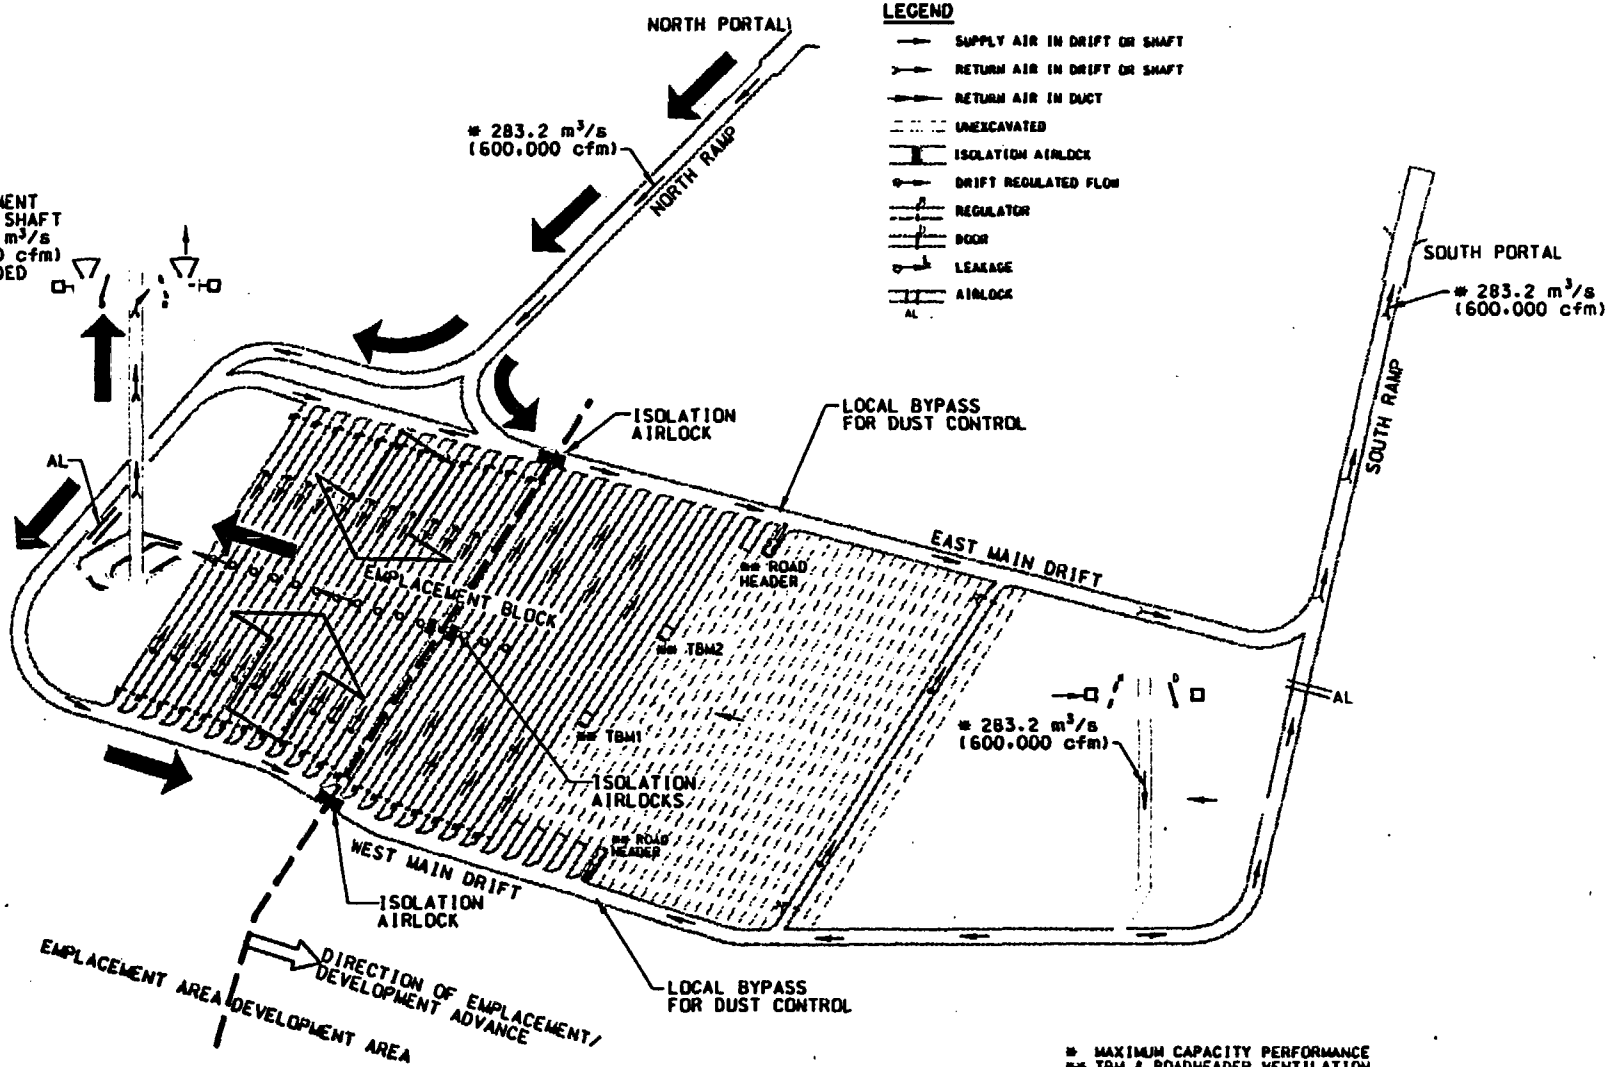 NORTH PORTAL
LEGEND
SUPPLY AIR IN DRIFT OR SHAFT
RETURN AIR IN DRIFT OR SHAFT
RETURN AIR IN DUCT
UNEXCAVATED
ISOLATION AIRLOCK
DRIFT REGULATED FLOW
REGULATOR
DOOR
LEAKAGE
AIRLOCK
AL
* 283.2 m³/s
(600.000 cfm)
NORTH RAMP
SHAFT
m³/s
cfm)
SOUTH PORTAL
* 283.2 m³/s
(600.000 cfm)
SOUTH RAMP
ISOLATION
AIRLOCK
LOCAL BYPASS
FOR DUST CONTROL
AL
EAST MAIN DRIFT
** ROAD
HEADER
EMPLACEMENT BLOCK
** TBM2
AL
D
* 283.2 m³/s
(600.000 cfm)
** TBM1
ISOLATION
AIRLOCKS
** ROAD
HEADER
WEST MAIN DRIFT
ISOLATION
AIRLOCK
DIRECTION OF EMPLACEMENT/
DEVELOPMENT ADVANCE
EMPLACEMENT AREA
DEVELOPMENT AREA
LOCAL BYPASS
FOR DUST CONTROL
* MAXIMUM CAPACITY PERFORMANCE
** TBM & ROADHEADER VENTILATION